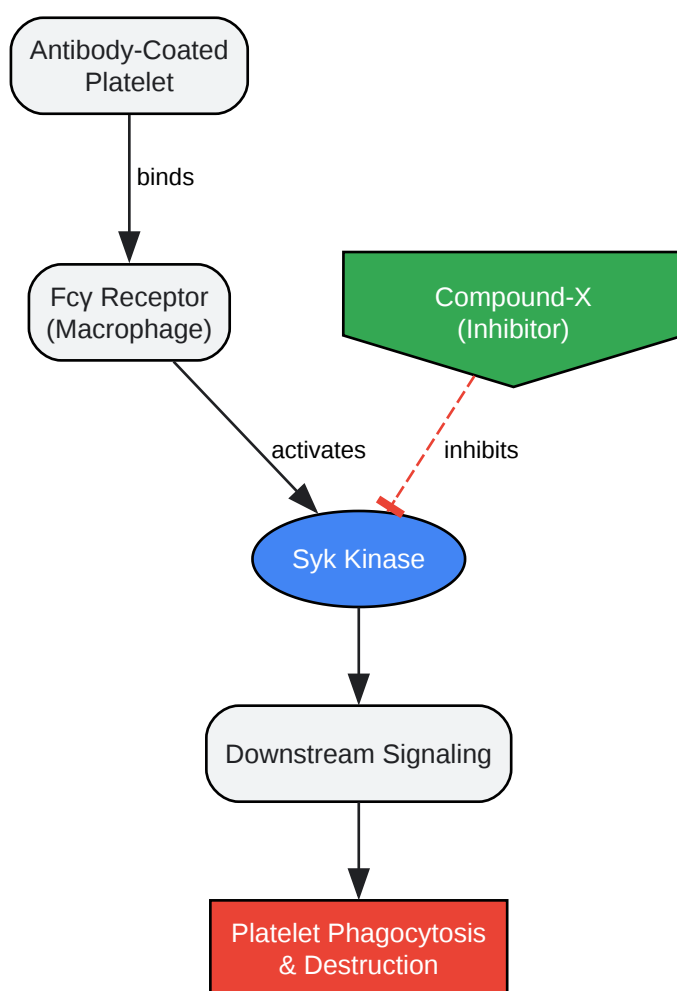 Antibody-Coated
Platelet
binds
Fcγ Receptor
(Macrophage)
Compound-X
(Inhibitor)
activates
inhibits
Syk Kinase
Downstream Signaling
Platelet Phagocytosis
& Destruction